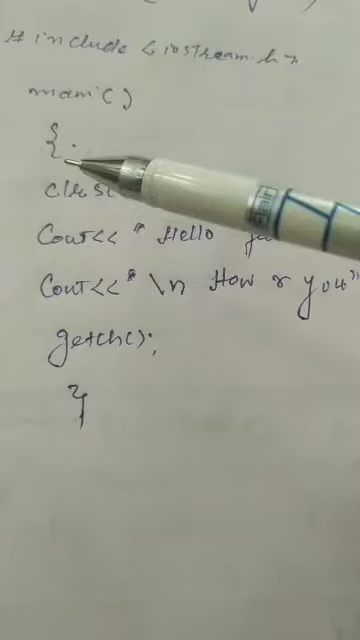 #include <iostream.h>
main()
{
Cout<< " Hello
Cout<<" \n How r you"
getch();
}